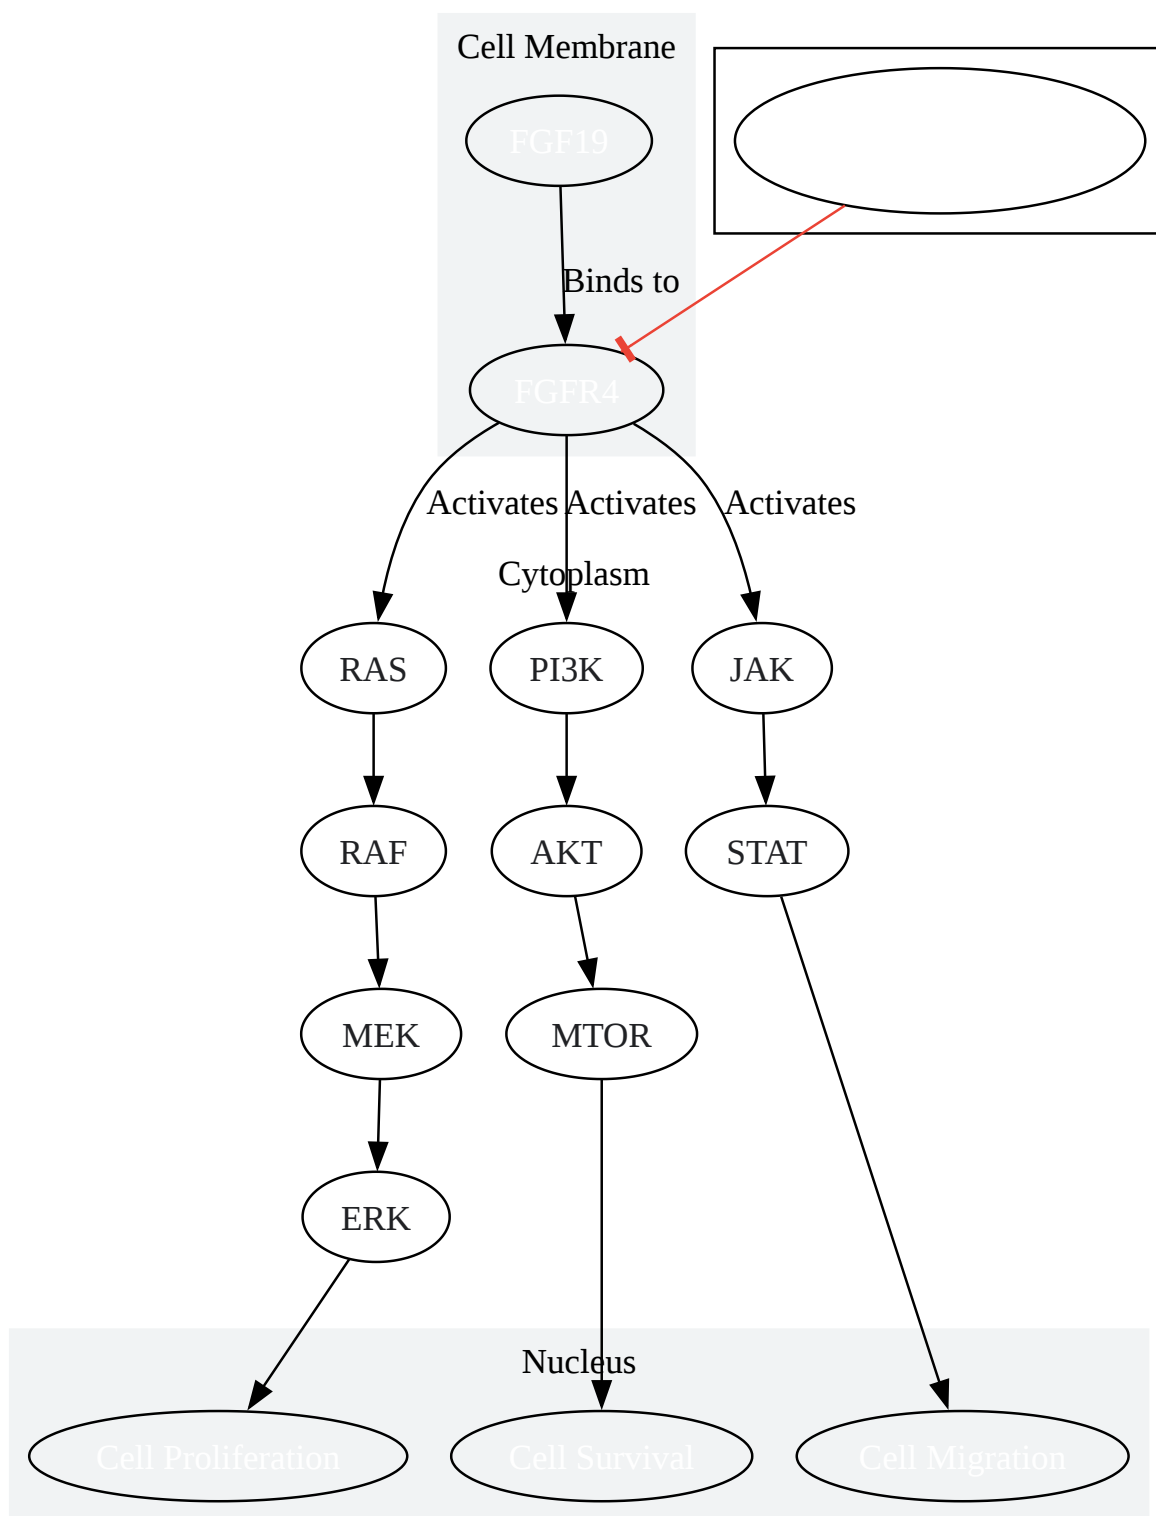 Cell Membrane
FGF19
Binds to
FGFR4
Activates Activates Activates
Cytoplasm
RAS PI3K JAK
RAF AKT STAT
MEK MTOR
ERK
Nucleus
Cell Proliferation Cell Survival Cell Migration